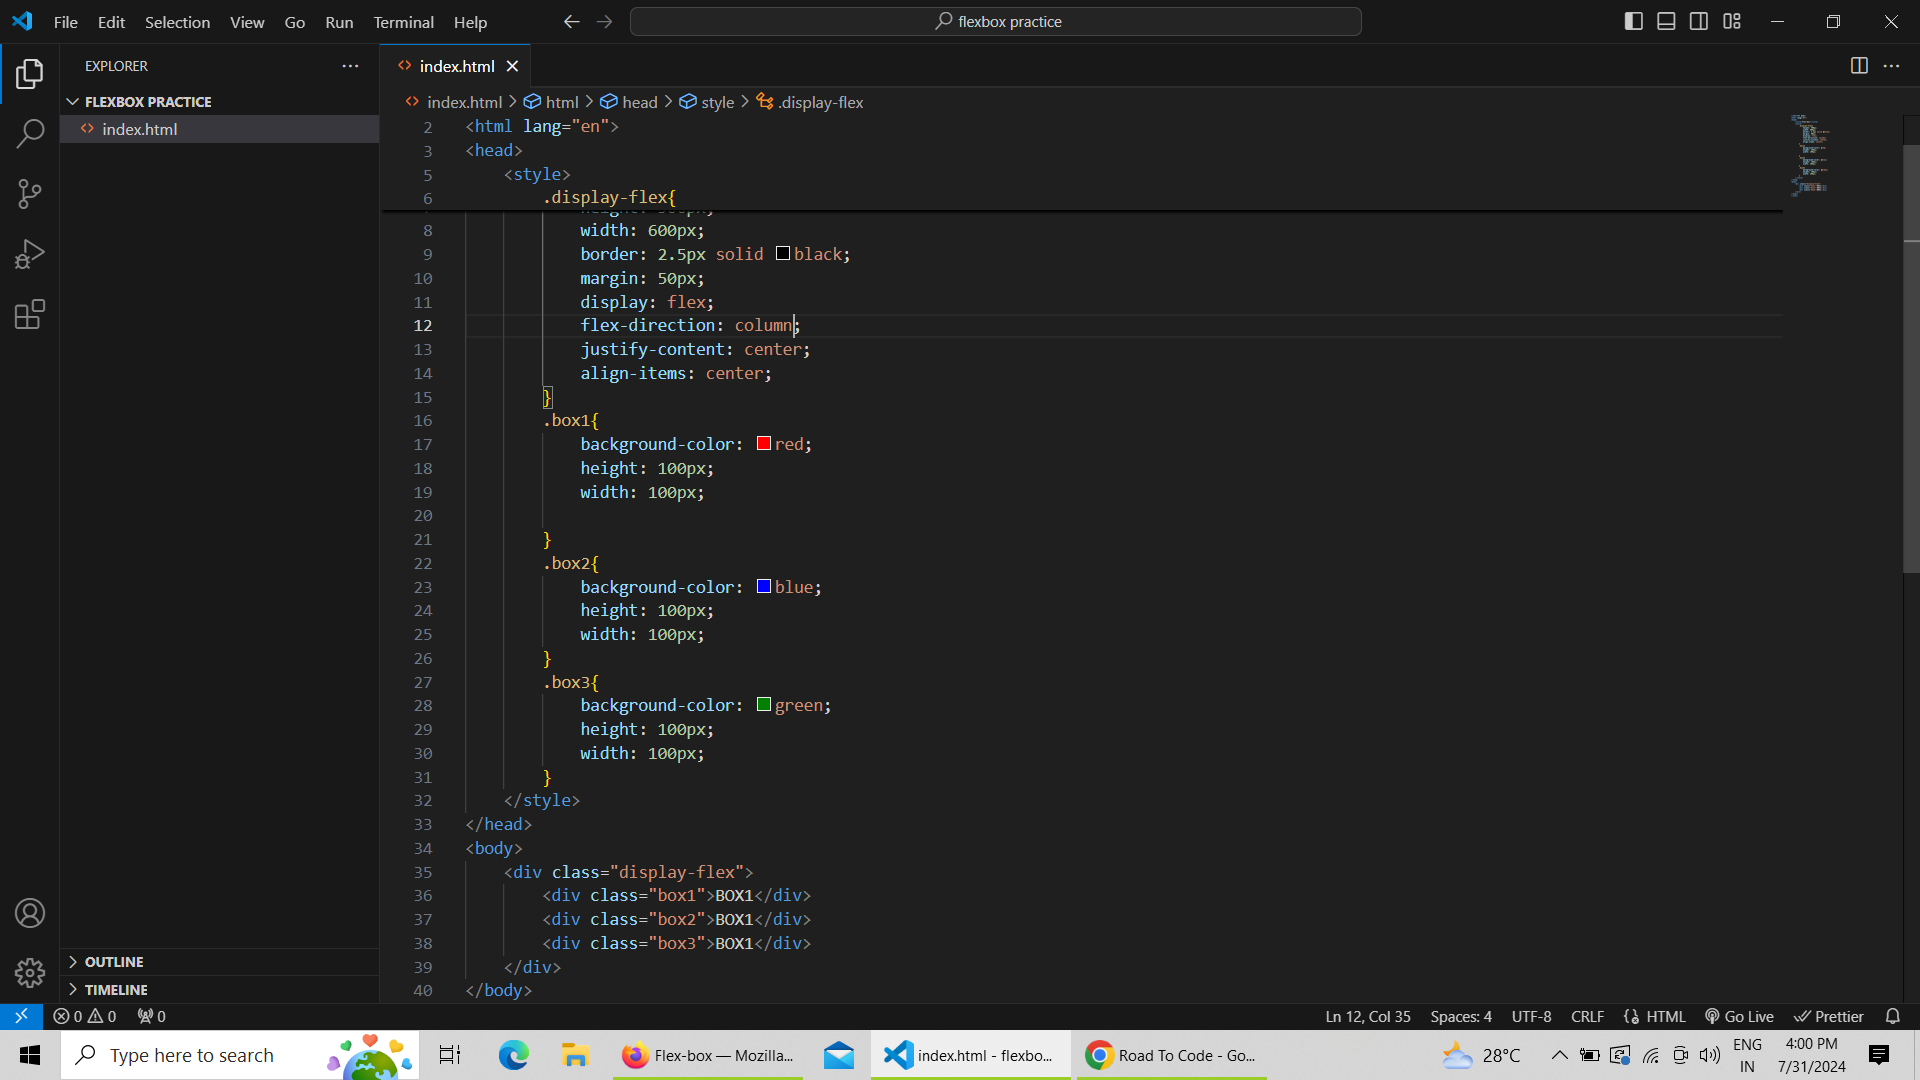 File Edit Selection View Go Run Terminal Help
flexbox practice
EXPLORER
FLEXBOX PRACTICE
index.html
OUTLINE
TIMELINE
index.html
index.html > html > head > style > .display-flex
2 <html lang="en">
3 <head>
5 <style>
6 .display-flex{
8 width: 600px;
9 border: 2.5px solid black;
10 margin: 50px;
11 display: flex;
12 flex-direction: column;
13 justify-content: center;
14 align-items: center;
15 }
16 .box1{
17 background-color: red;
18 height: 100px;
19 width: 100px;
20
21 }
22 .box2{
23 background-color: blue;
24 height: 100px;
25 width: 100px;
26 }
27 .box3{
28 background-color: green;
29 height: 100px;
30 width: 100px;
31 }
32 </style>
33 </head>
34 <body>
35 <div class="display-flex">
36 <div class="box1">BOX1</div>
37 <div class="box2">BOX1</div>
38 <div class="box3">BOX1</div>
39 </div>
40 </body>
0 0 0
Ln 12, Col 35 Spaces: 4 UTF-8 CRLF HTML Go Live Prettier
Type here to search
Flex-box — Mozilla...
index.html - flexbo...
Road To Code - Go...
28°C
ENG
IN
4:00 PM
7/31/2024